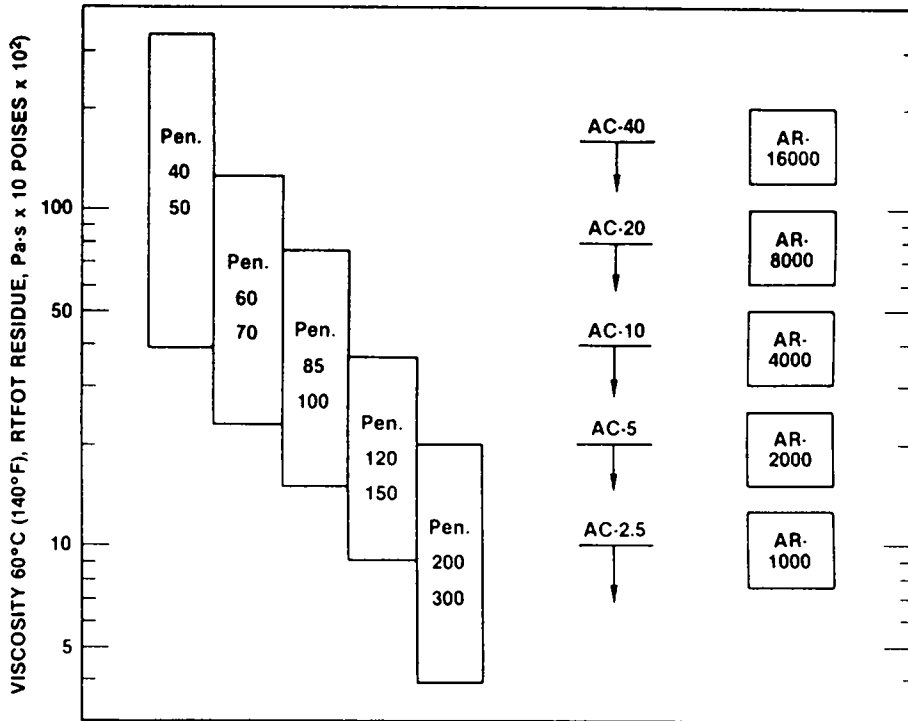 VISCOSITY 60°C (140°F), RTFOT RESIDUE, Pa·s x 10 POISES x 10²
100
50
10
5
Pen.
40
50
Pen.
60
70
Pen.
85
100
Pen.
120
150
Pen.
200
300
AC-40
AC-20
AC-10
AC-5
AC-2.5
AR-
16000
AR-
8000
AR-
4000
AR-
2000
AR-
1000